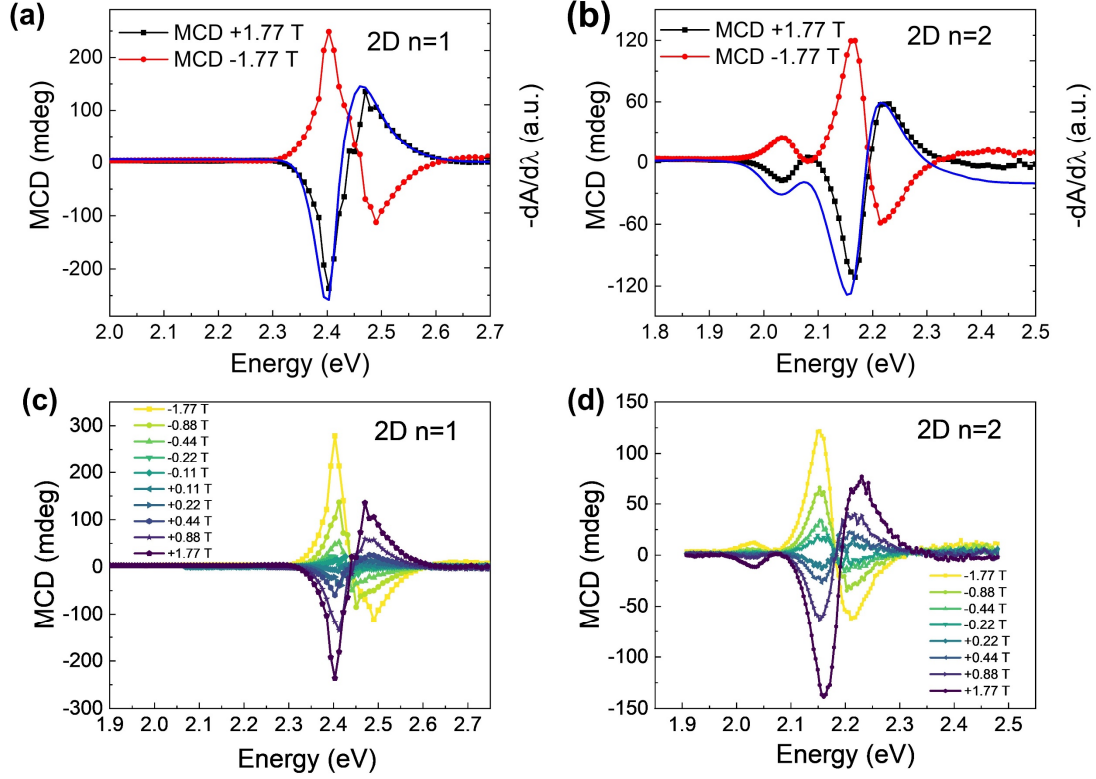 (a)
MCD +1.77 T
MCD -1.77 T
2D n=1
200
100
0
-100
-200
2.0 2.1 2.2 2.3 2.4 2.5 2.6 2.7
Energy (eV)
MCD (mdeg)
-dA/dλ (a.u.)
(b)
MCD +1.77 T
MCD -1.77 T
2D n=2
120
60
0
-60
-120
1.8 1.9 2.0 2.1 2.2 2.3 2.4 2.5
Energy (eV)
MCD (mdeg)
-dA/dλ (a.u.)
(c)
2D n=1
-1.77 T
-0.88 T
-0.44 T
-0.22 T
-0.11 T
+0.11 T
+0.22 T
+0.44 T
+0.88 T
+1.77 T
300
200
100
0
-100
-200
-300
1.9 2.0 2.1 2.2 2.3 2.4 2.5 2.6 2.7
Energy (eV)
MCD (mdeg)
(d)
2D n=2
150
100
50
0
-50
-100
-150
-1.77 T
-0.88 T
-0.44 T
-0.22 T
+0.22 T
+0.44 T
+0.88 T
+1.77 T
1.9 2.0 2.1 2.2 2.3 2.4 2.5
Energy (eV)
MCD (mdeg)